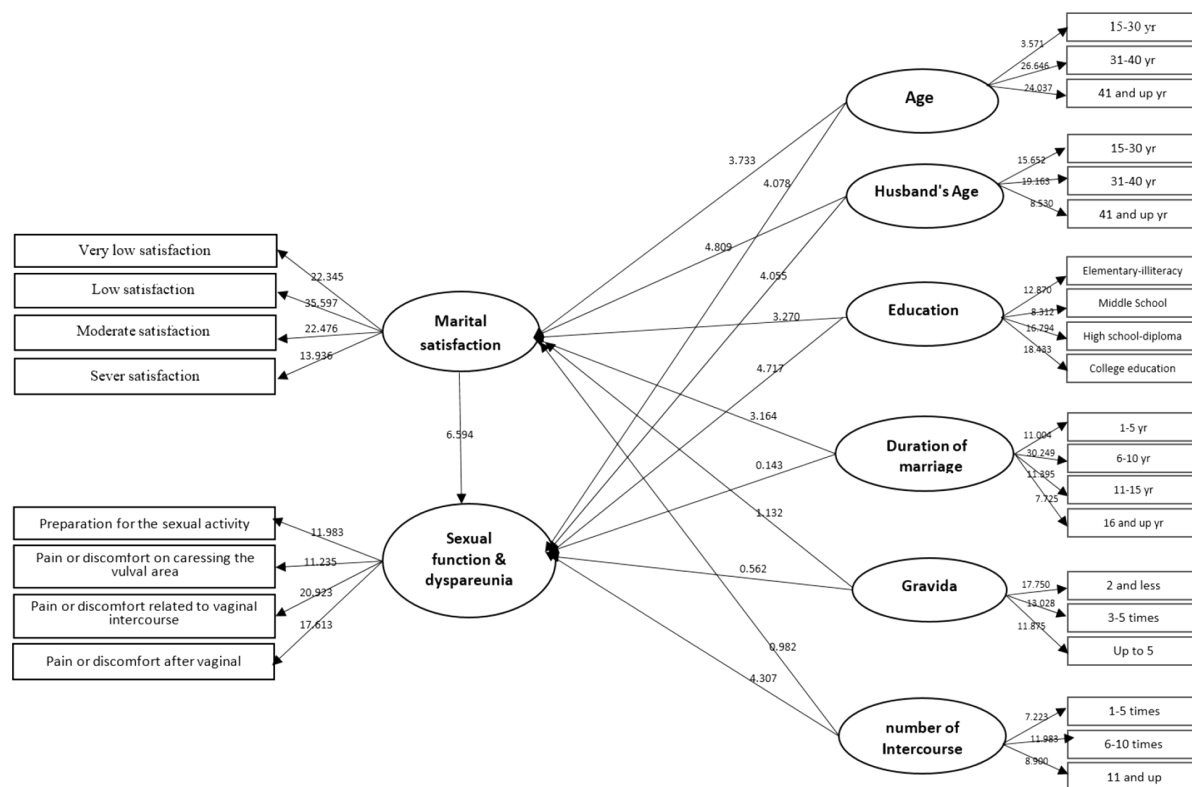 Very low satisfaction
Low satisfaction
Moderate satisfaction
Sever satisfaction
22.345
35.597
22.476
13.936
Marital
satisfaction
6.594
Preparation for the sexual activity
Pain or discomfort on caressing the
vulval area
Pain or discomfort related to vaginal
intercourse
Pain or discomfort after vaginal
11.983
11.235
20.923
17.613
Sexual
function &
dyspareunia
3.733
4.078
4.809
4.055
3.270
4.717
3.164
0.143
1.132
0.562
0.982
4.307
Age
3.571
26.646
24.037
15-30 yr
31-40 yr
41 and up yr
Husband's Age
15.652
19.163
8.530
15-30 yr
31-40 yr
41 and up yr
Education
12.870
8.312
16.794
18.433
Elementary-illiteracy
Middle School
High school-diploma
College education
Duration of
marriage
11.004
30.249
11.395
7.725
1-5 yr
6-10 yr
11-15 yr
16 and up yr
Gravida
17.750
13.028
11.875
2 and less
3-5 times
Up to 5
number of
Intercourse
7.223
11.983
8.900
1-5 times
6-10 times
11 and up